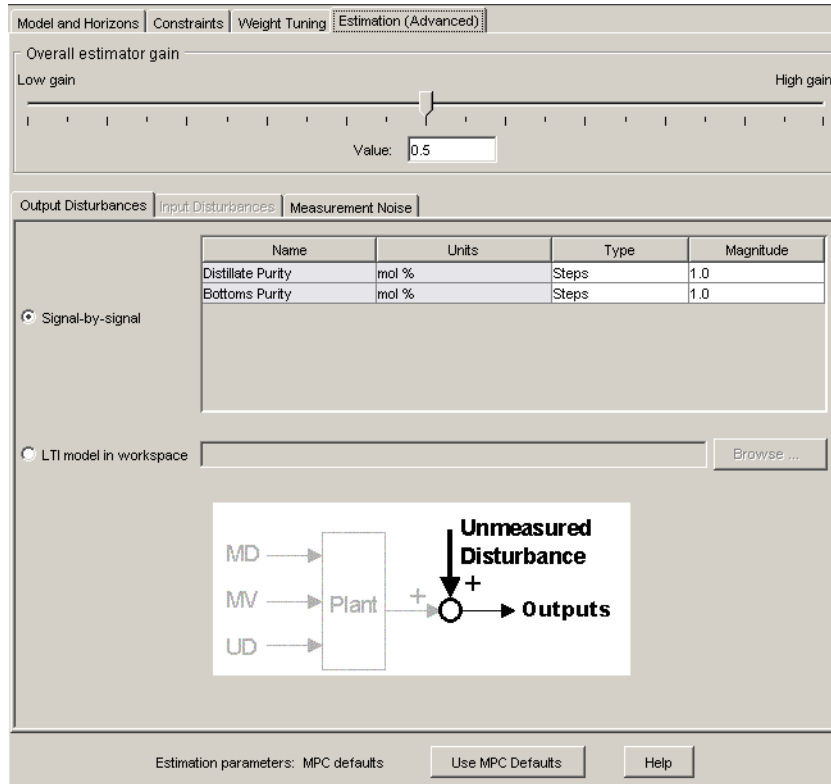 Model and Horizons Constraints Weight Tuning Estimation (Advanced)
Overall estimator gain
Low gain High gain
Value: 0.5
Output Disturbances Input Disturbances Measurement Noise
Name Units Type Magnitude
Distillate Purity mol % Steps 1.0
Bottoms Purity mol % Steps 1.0
Signal-by-signal
LTI model in workspace Browse ...
Unmeasured
Disturbance
MD
MV
UD
Plant
+
+
Outputs
Estimation parameters: MPC defaults Use MPC Defaults Help